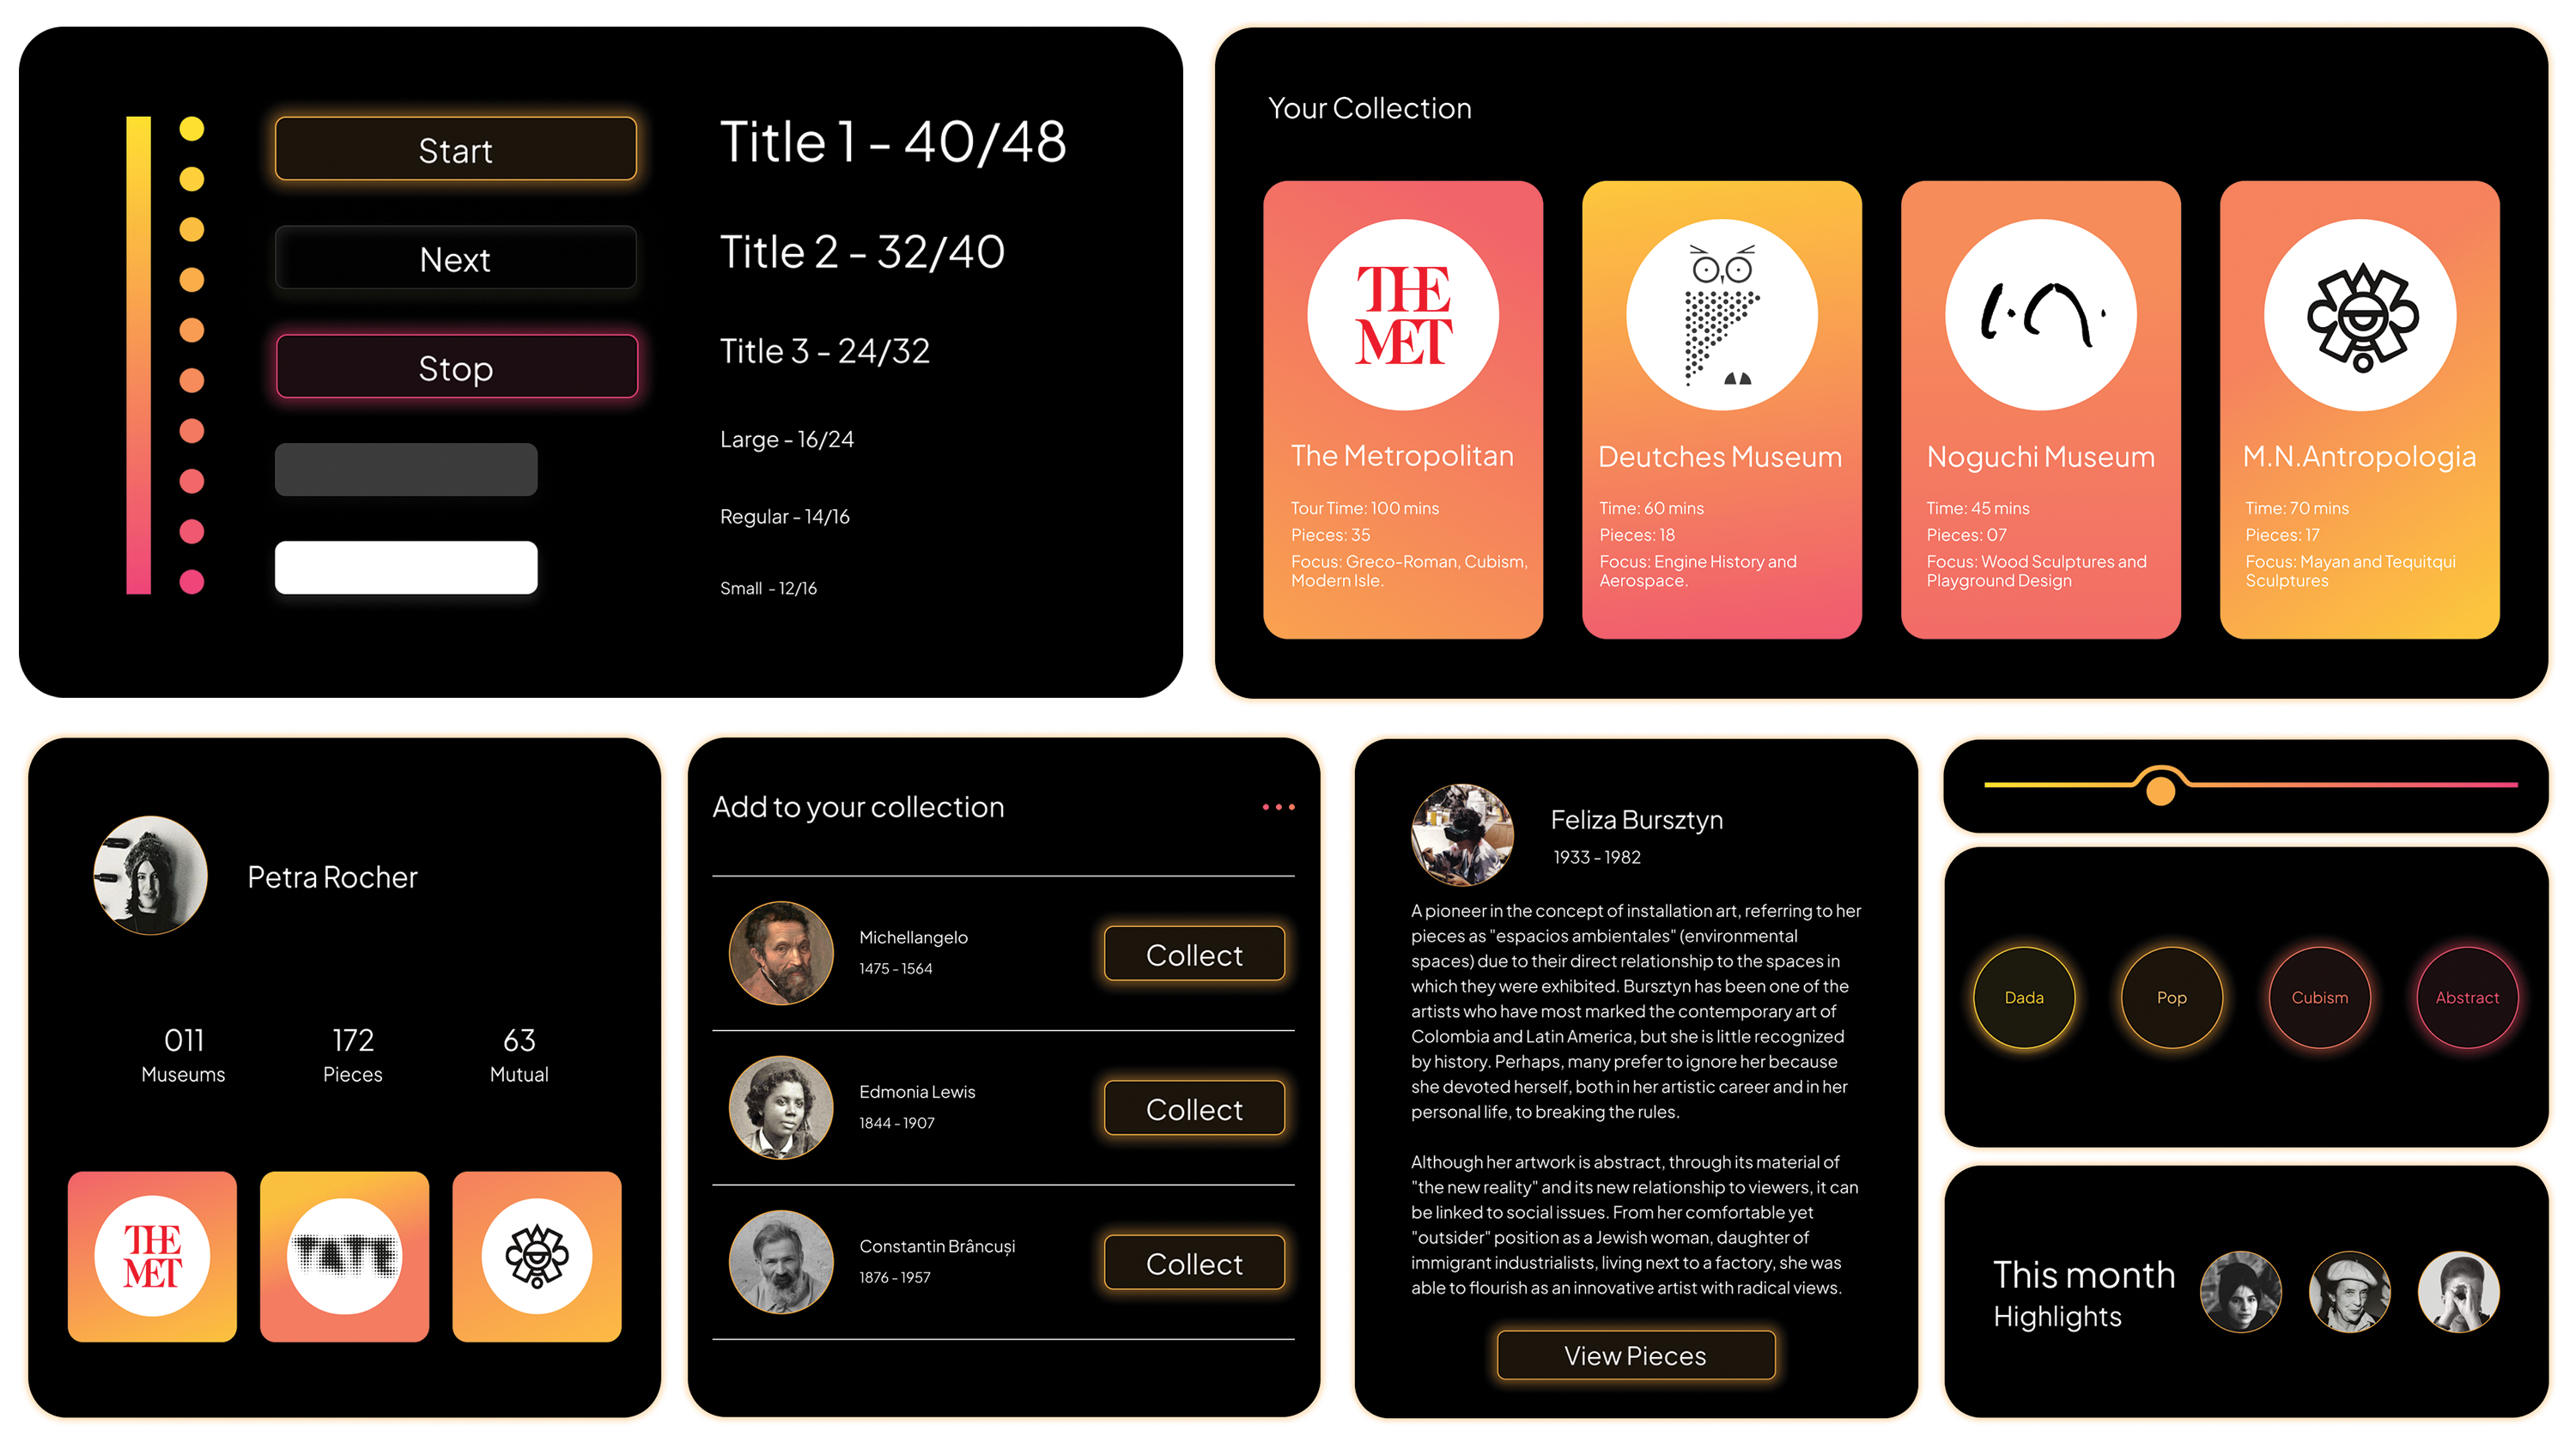 Start
Next
Stop
Title 1 - 40/48
Title 2 - 32/40
Title 3 - 24/32
Large - 16/24
Regular - 14/16
Small - 12/16
Your Collection
THE
MET
The Metropolitan
Tour Time: 100 mins
Pieces: 35
Focus: Greco-Roman, Cubism,
Modern Isle.
Deutches Museum
Time: 60 mins
Pieces: 18
Focus: Engine History and
Aerospace.
Noguchi Museum
Time: 45 mins
Pieces: 07
Focus: Wood Sculptures and
Playground Design
M.N.Antropologia
Time: 70 mins
Pieces: 17
Focus: Mayan and Tequitqui
Sculptures
Petra Rocher
011
Museums
172
Pieces
63
Mutual
THE
MET
TATE
Add to your collection
Michellangelo
1475 - 1564
Collect
Edmonia Lewis
1844 - 1907
Collect
Constantin Brâncuși
1876 - 1957
Collect
Feliza Bursztyn
1933 - 1982
A pioneer in the concept of installation art, referring to her
pieces as "espacios ambientales" (environmental
spaces) due to their direct relationship to the spaces in
which they were exhibited. Bursztyn has been one of the
artists who have most marked the contemporary art of
Colombia and Latin America, but she is little recognized
by history. Perhaps, many prefer to ignore her because
she devoted herself, both in her artistic career and in her
personal life, to breaking the rules.
Although her artwork is abstract, through its material of
"the new reality" and its new relationship to viewers, it can
be linked to social issues. From her comfortable yet
"outsider" position as a Jewish woman, daughter of
immigrant industrialists, living next to a factory, she was
able to flourish as an innovative artist with radical views.
View Pieces
Dada
Pop
Cubism
Abstract
This month
Highlights